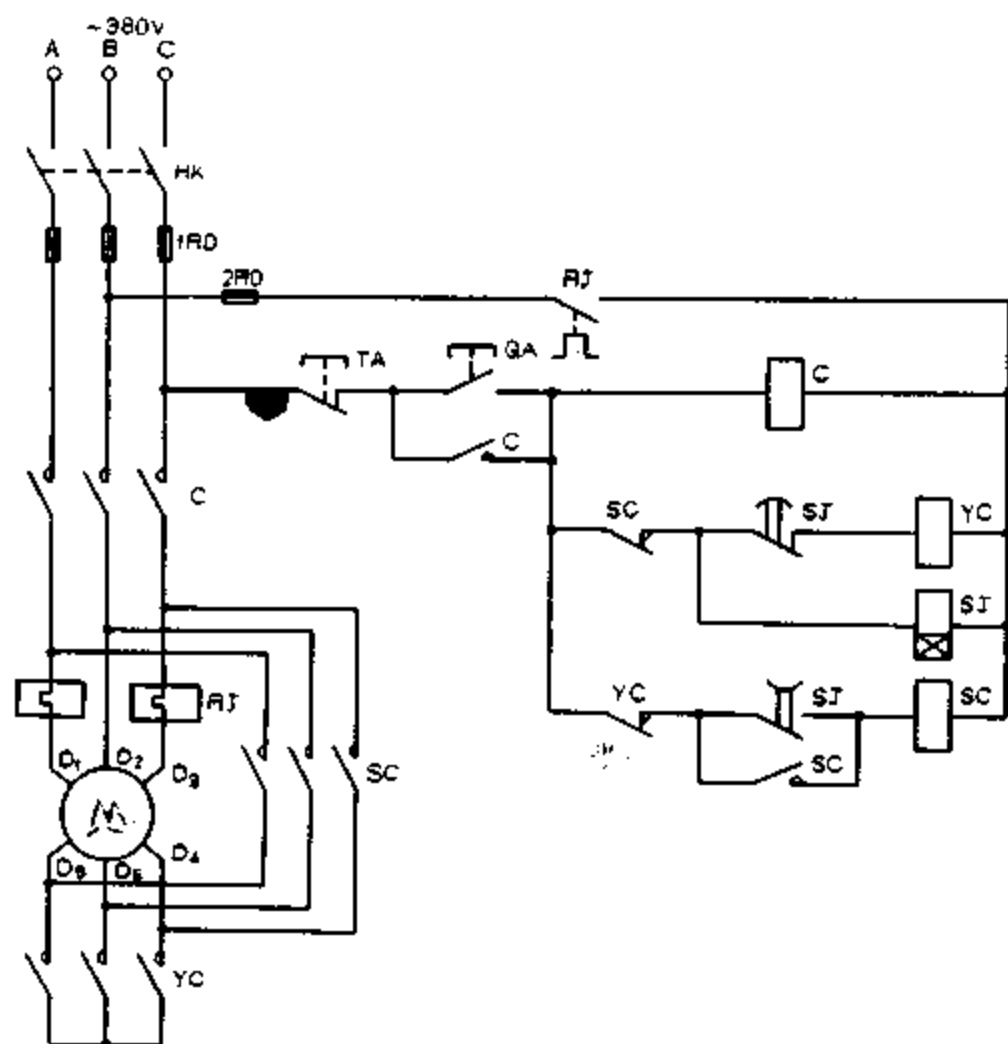 ~380V
A B C
HK
1RD
2RD
RJ
TA
QA
C
C
C
SC
SJ
YC
SJ
RJ
YC
SJ
SC
SC
SC
D₁ D₂ D₃
D₆ D₅ D₄
YC